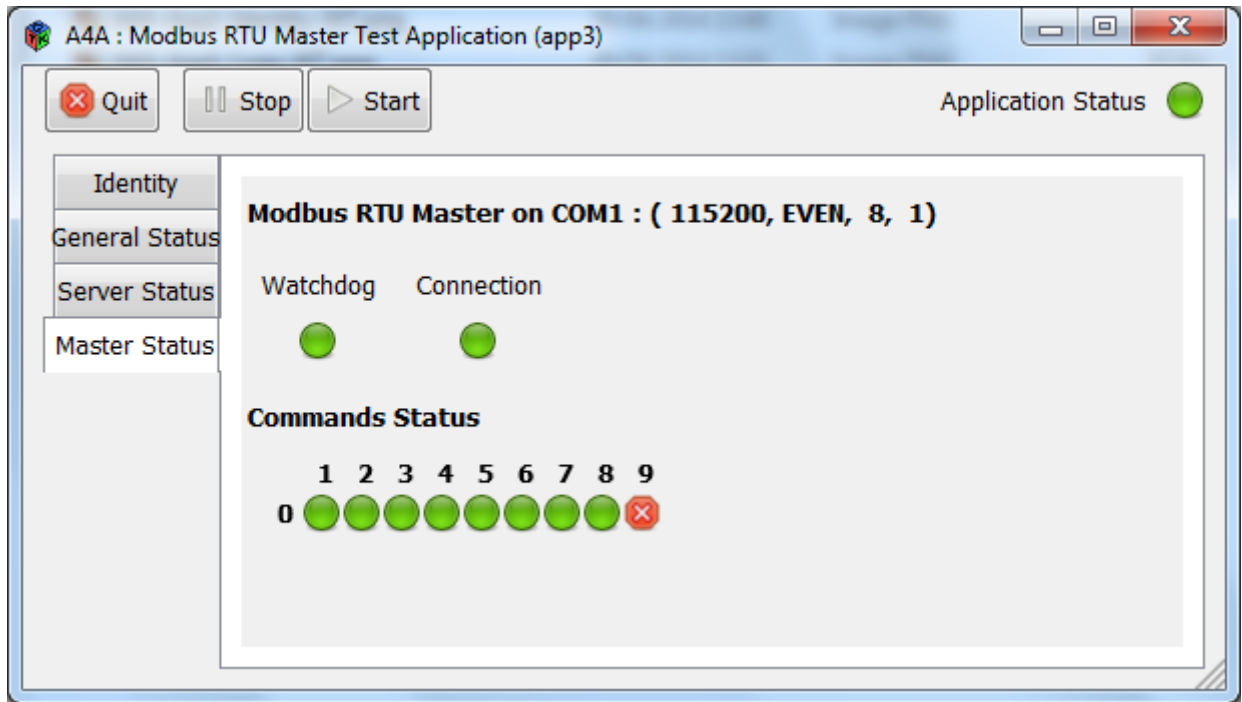 A4A : Modbus RTU Master Test Application (app3)
Quit Stop Start Application Status
Identity
General Status
Server Status
Master Status
Modbus RTU Master on COM1 : ( 115200, EVEN,  8,  1)
Watchdog Connection
Commands Status
1 2 3 4 5 6 7 8 9
0